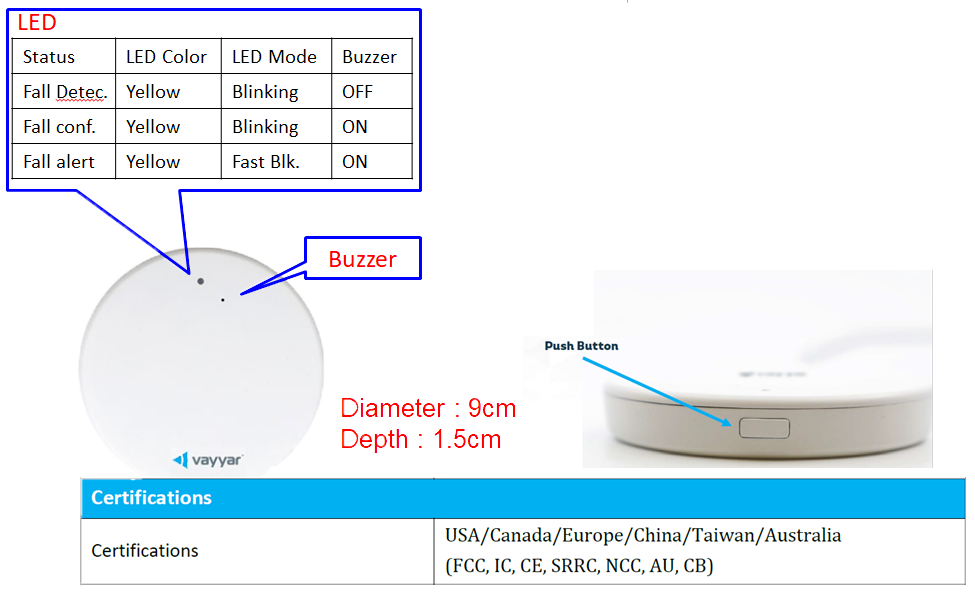 LED
Status LED Color LED Mode Buzzer
Fall Detec. Yellow Blinking OFF
Fall conf. Yellow Blinking ON
Fall alert Yellow Fast Blk. ON
Buzzer
Push Button
vayyar
Diameter : 9cm
Depth : 1.5cm
vayyar
Certifications
Certifications
USA/Canada/Europe/China/Taiwan/Australia
(FCC, IC, CE, SRRC, NCC, AU, CB)